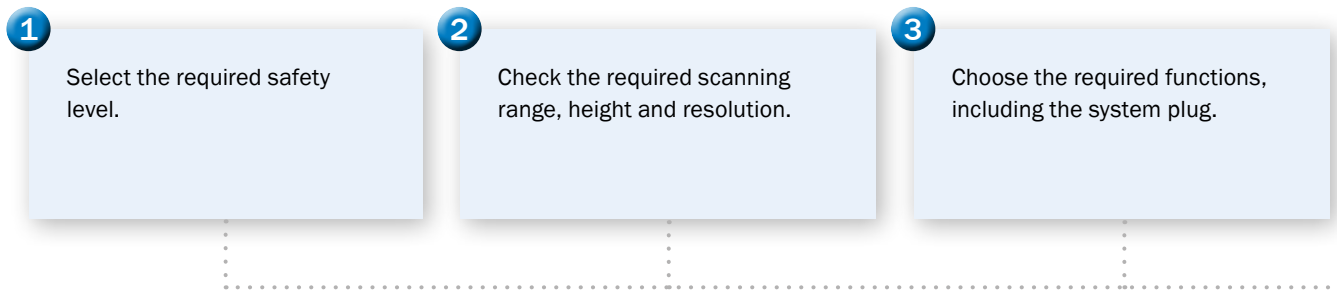 1
Select the required safety
level.
2
Check the required scanning
range, height and resolution.
3
Choose the required functions,
including the system plug.